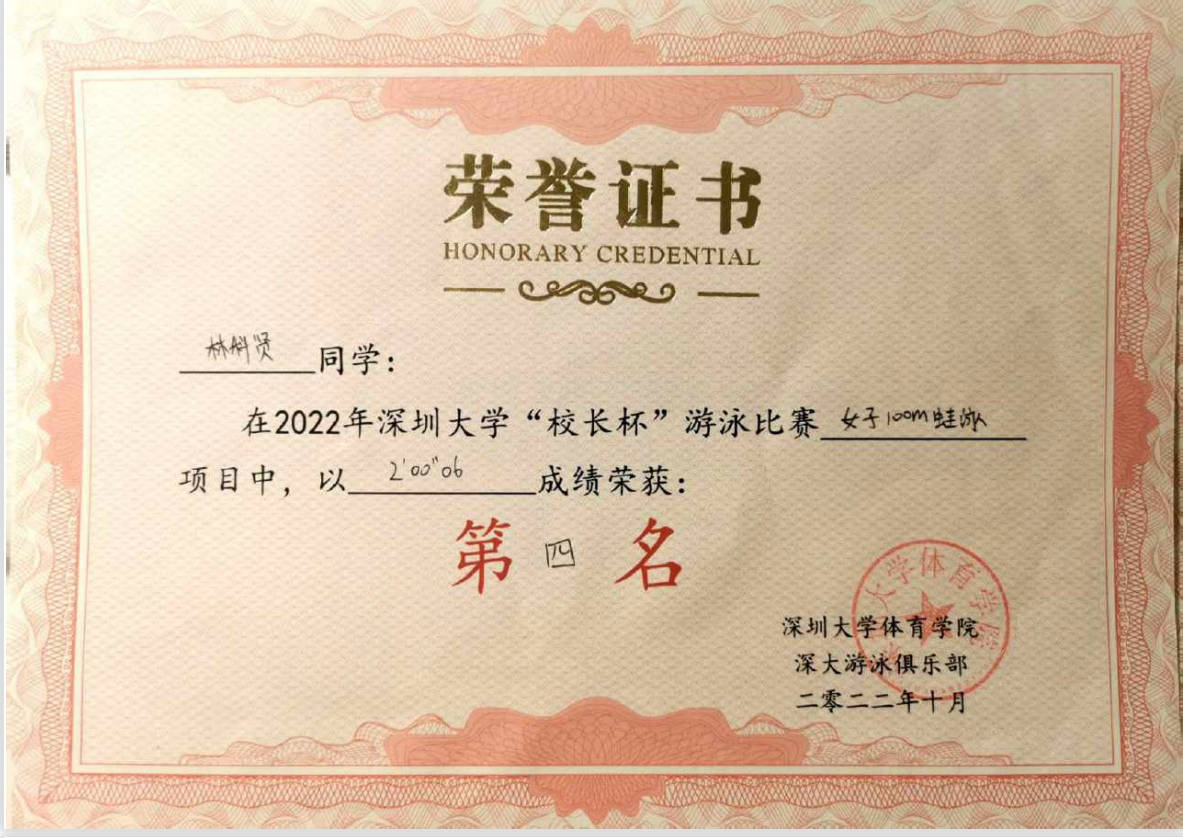 荣誉证书
HONORARY CREDENTIAL
林斜贤同学：
在2022年深圳大学“校长杯”游泳比赛 女子100m蛙泳
项目中，以 2'00"06 成绩荣获：
第四名
大学体育学院
深圳大学体育学院
深大游泳俱乐部
二零二二年十月